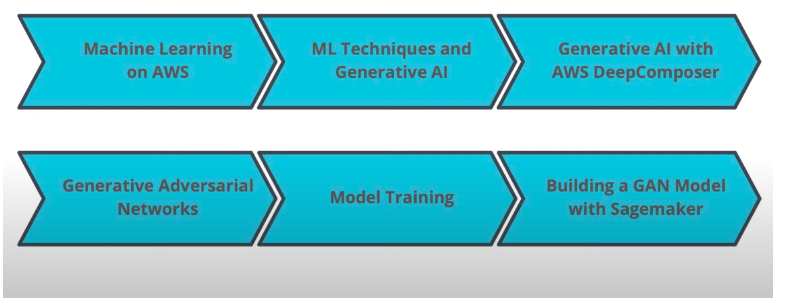 Machine Learning
on AWS
ML Techniques and
Generative AI
Generative AI with
AWS DeepComposer
Generative Adversarial
Networks
Model Training
Building a GAN Model
with Sagemaker